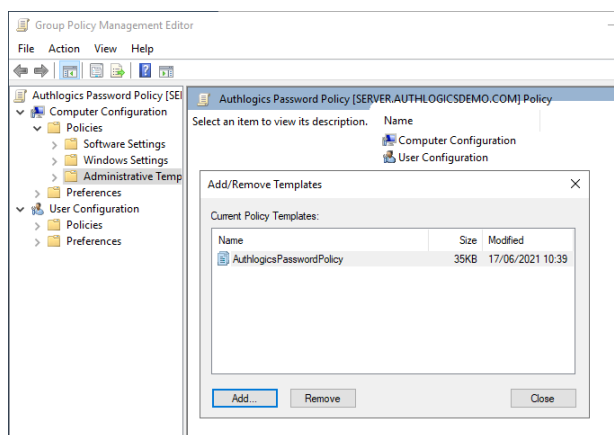 Group Policy Management Editor
File Action View Help
Authlogics Password Policy [SE
Computer Configuration
Policies
Software Settings
Windows Settings
Administrative Temp
Preferences
User Configuration
Policies
Preferences
Authlogics Password Policy [SERVER.AUTHLOGICSDEMO.COM] Policy
Select an item to view its description.
Name
Computer Configuration
User Configuration
Add/Remove Templates
Current Policy Templates:
Name Size Modified
AuthlogicsPasswordPolicy 35KB 17/06/2021 10:39
Add... Remove Close